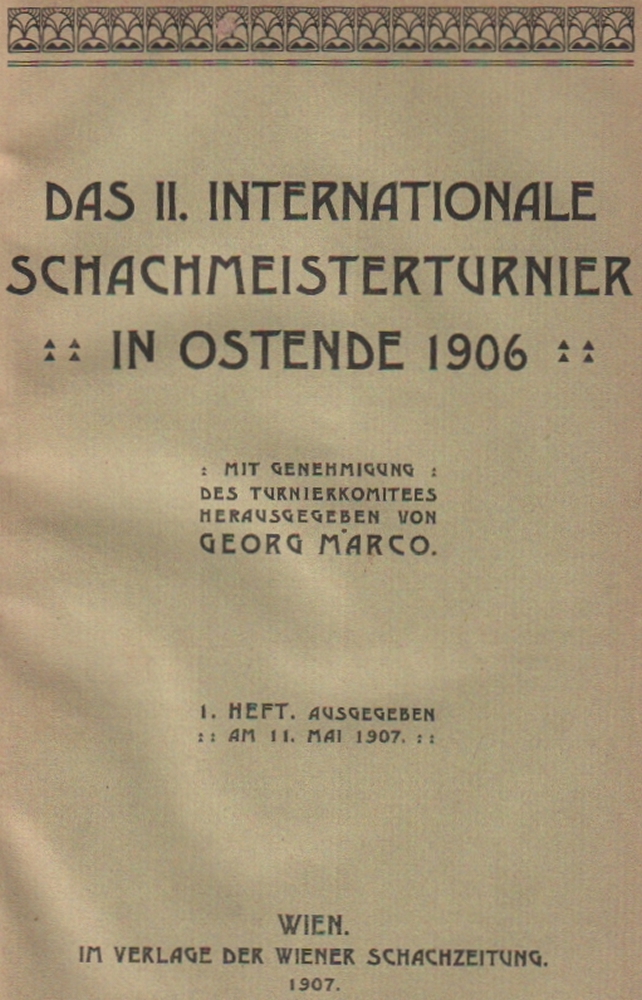 DAS II. INTERNATIONALE
SCHACHMEISTERTURNIER
:: IN OSTENDE 1906 ::
: MIT GENEHMIGUNG :
DES TURNIERKOMITEES
HERAUSGEGEBEN VON
GEORG MARCO.
1. HEFT. AUSGEGEBEN
:: AM 11. MAI 1907. ::
WIEN.
IM VERLAGE DER WIENER SCHACHZEITUNG.
1907.